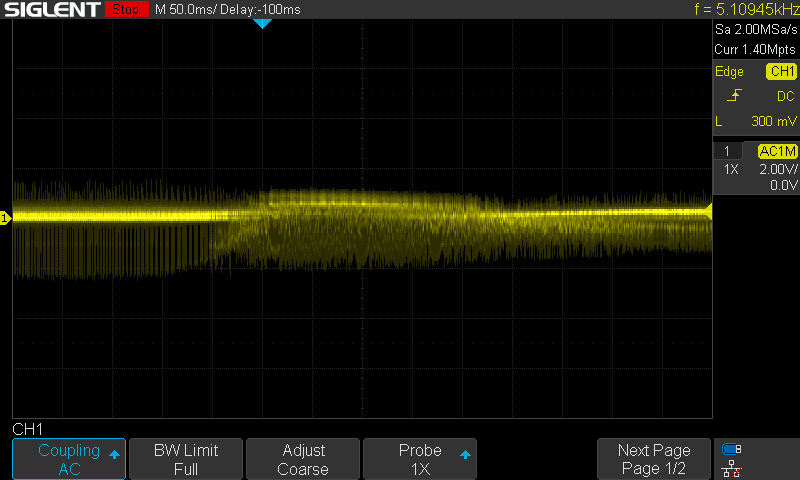 SIGLENT Stop M 50.0ms/ Delay:-100ms f = 5.10945kHz
Sa 2.00MSa/s
Curr 1.40Mpts
Edge CH1
DC
L 300 mV
1 AC1M
1X 2.00V/
0.0V
1
CH1
Coupling BW Limit Adjust Probe Next Page
AC Full Coarse 1X Page 1/2